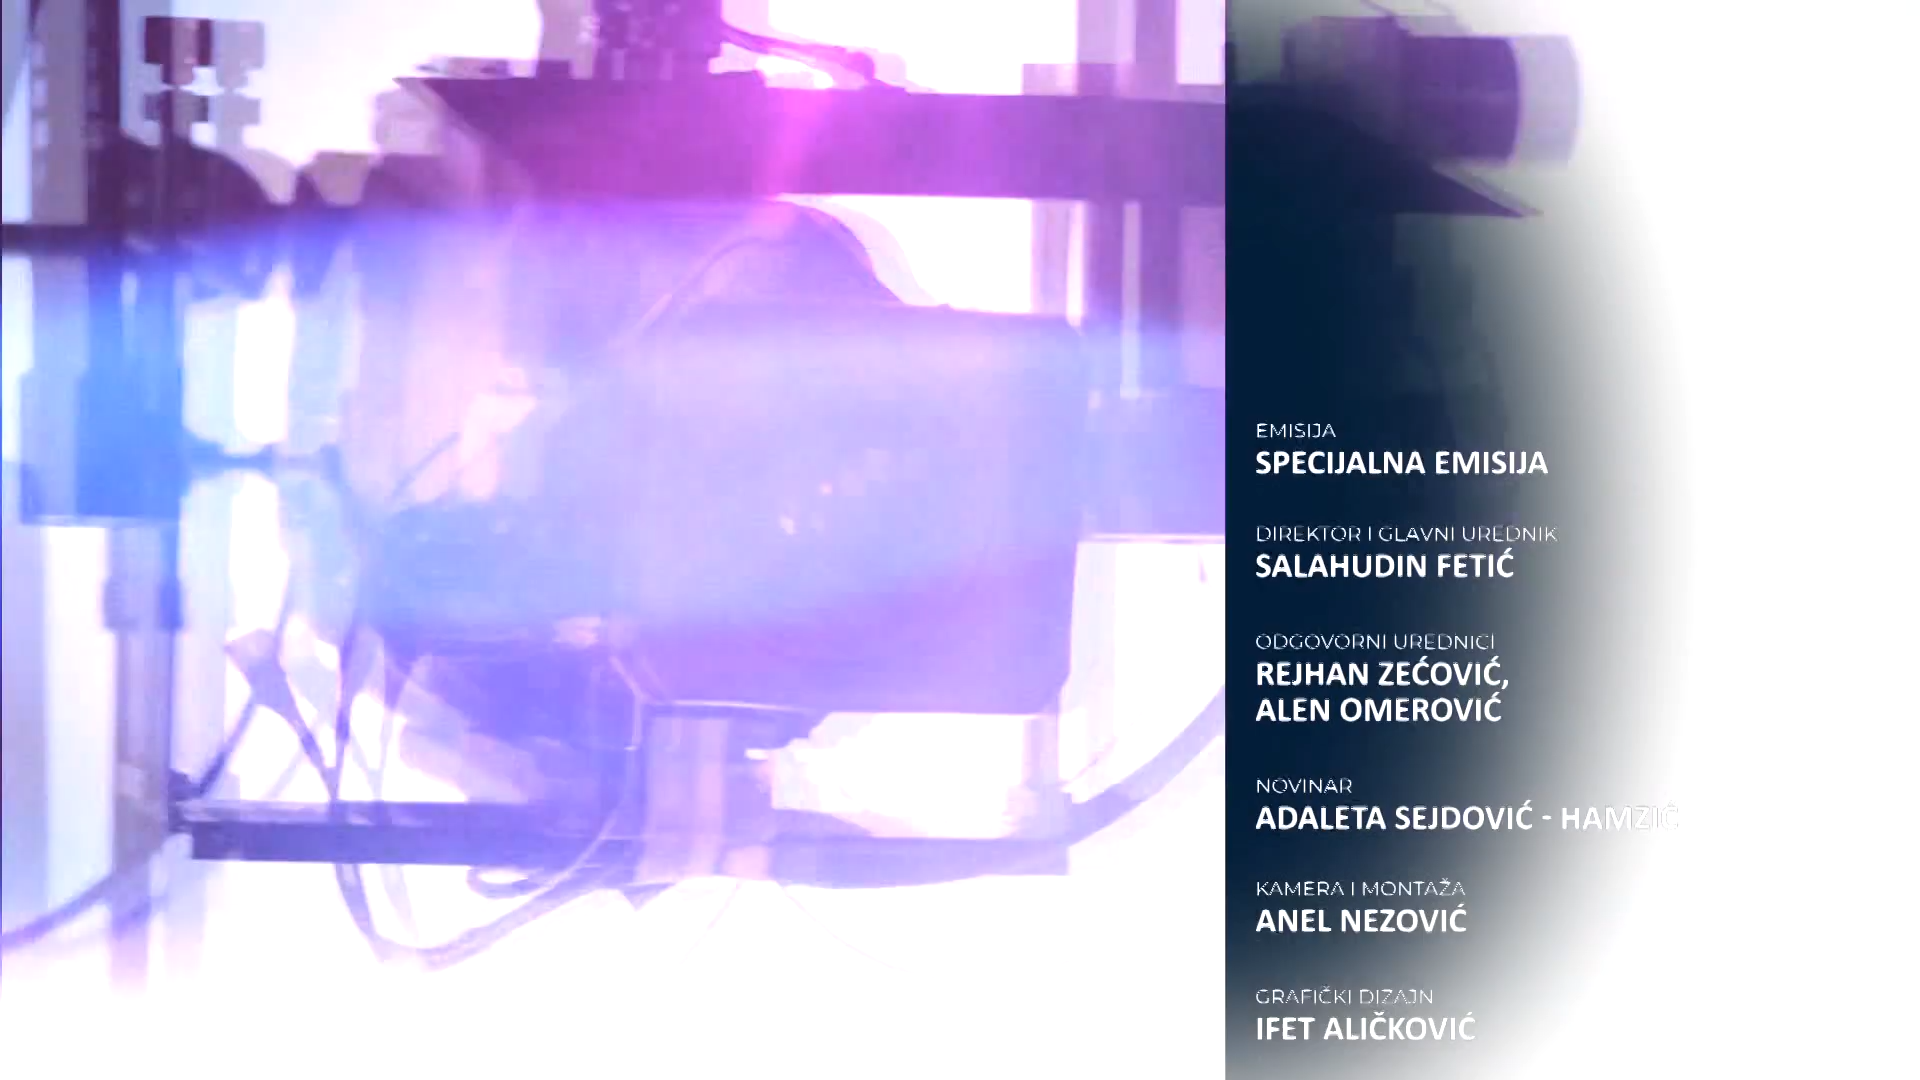 EMISIJA
SPECIJALNA EMISIJA
DIREKTOR I GLAVNI UREDNIK
SALAHUDIN FETIĆ
ODGOVORNI UREDNICI
REJHAN ZEĆOVIĆ,
ALEN OMEROVIĆ
NOVINAR
ADALETA SEJDOVIĆ - HAMZIĆ
KAMERA I MONTAŽA
ANEL NEZOVIĆ
GRAFIČKI DIZAJN
IFET ALIČKOVIĆ